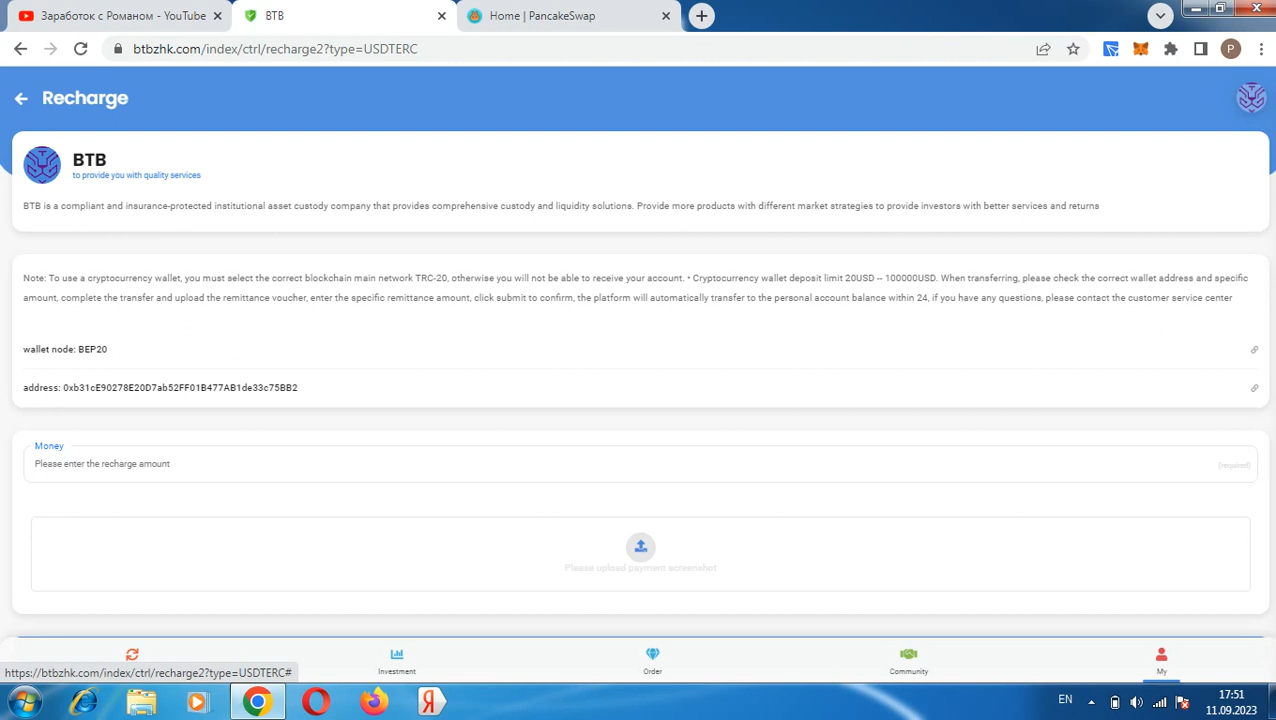 Заработок с Романом - YouTube
BTB
Home | PancakeSwap
btbzhk.com/index/ctrl/recharge2?type=USDTERC
P
Recharge
BTB
to provide you with quality services
BTB is a compliant and insurance-protected institutional asset custody company that provides comprehensive custody and liquidity solutions. Provide more products with different market strategies to provide investors with better services and returns
Note: To use a cryptocurrency wallet, you must select the correct blockchain main network TRC-20, otherwise you will not be able to receive your account. • Cryptocurrency wallet deposit limit 20USD -- 100000USD. When transferring, please check the correct wallet address and specific
amount, complete the transfer and upload the remittance voucher, enter the specific remittance amount, click submit to confirm, the platform will automatically transfer to the personal account balance within 24, if you have any questions, please contact the customer service center
wallet node: BEP20
address: 0xb31cE90278E20D7ab52FF01B477AB1de33c75BB2
Money
Please enter the recharge amount
(required)
Please upload payment screenshot
https://btbzhk.com/index/ctrl/recharge2?type=USDTERC#
Investment
Order
Community
My
Я
EN
17:51
11.09.2023